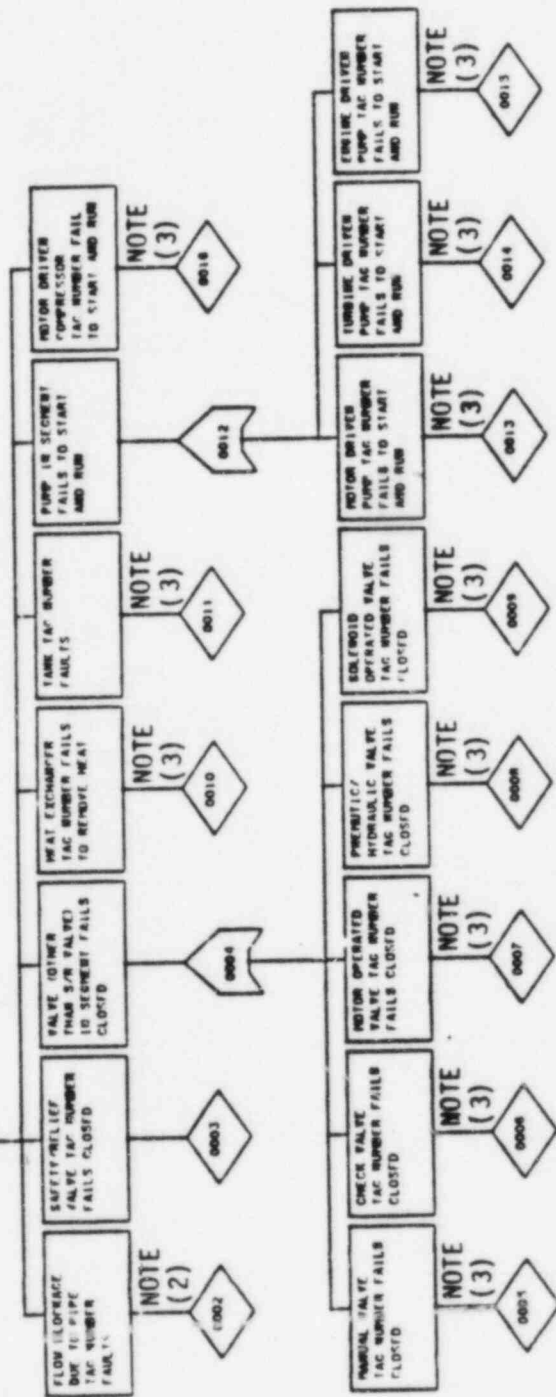 FLOW BLOCKAGE
DUE TO PIPE
TAG NUMBER
FAULTS
NOTE
(2)
0002
SAFETY/RELIEF
VALVE TAG NUMBER
FAILS CLOSED
0003
VALVE (OTHER
THAN S/R VALVE)
IN SEGMENT FAILS
CLOSED
0004
HEAT EXCHANGER
TAG NUMBER FAILS
TO REMOVE HEAT
NOTE
(3)
0010
TANK TAG NUMBER
FAULTS
NOTE
(3)
0011
PUMP IN SEGMENT
FAILS TO START
AND RUN
0012
MOTOR DRIVEN
COMPRESSOR
TAG NUMBER FAIL
TO START AND RUN
NOTE
(3)
0016
MANUAL VALVE
TAG NUMBER FAILS
CLOSED
NOTE
(3)
0005
CHECK VALVE
TAG NUMBER FAILS
CLOSED
NOTE
(3)
0006
MOTOR OPERATED
VALVE TAG NUMBER
FAILS CLOSED
NOTE
(3)
0007
PNEMUTIC/
HYDRAULIC VALVE
TAG NUMBER FAILS
CLOSED
NOTE
(3)
0008
SOLENOID
OPERATED VALVE
TAG NUMBER FAILS
CLOSED
NOTE
(3)
0009
MOTOR DRIVEN
PUMP TAG NUMBER
FAILS TO START
AND RUN
NOTE
(3)
0013
TURBINE DRIVEN
PUMP TAG NUMBER
FAILS TO START
AND RUN
NOTE
(3)
0014
ENGINE DRIVEN
PUMP TAG NUMBER
FAILS TO START
AND RUN
NOTE
(3)
0015